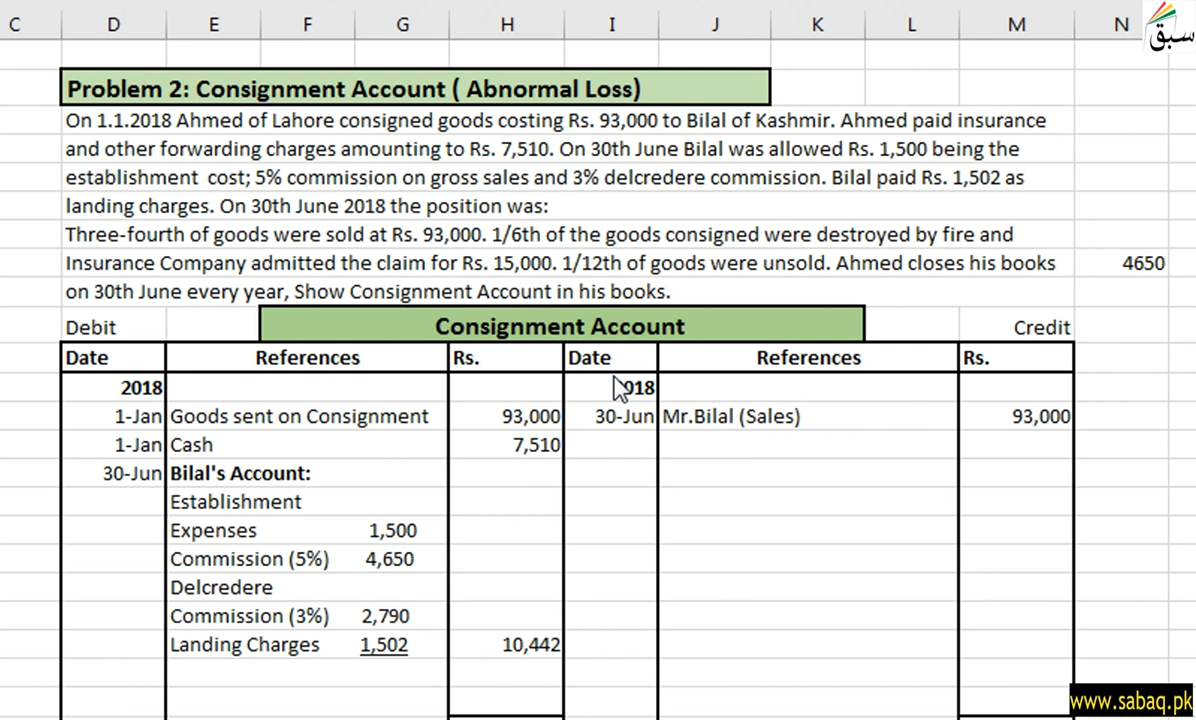 C D E F G H I J K L M N
سبق
Problem 2: Consignment Account ( Abnormal Loss)
On 1.1.2018 Ahmed of Lahore consigned goods costing Rs. 93,000 to Bilal of Kashmir. Ahmed paid insurance
and other forwarding charges amounting to Rs. 7,510. On 30th June Bilal was allowed Rs. 1,500 being the
establishment cost; 5% commission on gross sales and 3% delcredere commission. Bilal paid Rs. 1,502 as
landing charges. On 30th June 2018 the position was:
Three-fourth of goods were sold at Rs. 93,000. 1/6th of the goods consigned were destroyed by fire and
Insurance Company admitted the claim for Rs. 15,000. 1/12th of goods were unsold. Ahmed closes his books 4650
on 30th June every year, Show Consignment Account in his books.
Debit Consignment Account Credit
Date References Rs. Date References Rs.
2018 018
1-Jan Goods sent on Consignment 93,000 30-Jun Mr.Bilal (Sales) 93,000
1-Jan Cash 7,510
30-Jun Bilal's Account:
Establishment
Expenses 1,500
Commission (5%) 4,650
Delcredere
Commission (3%) 2,790
Landing Charges 1,502 10,442
www.sabaq.pk